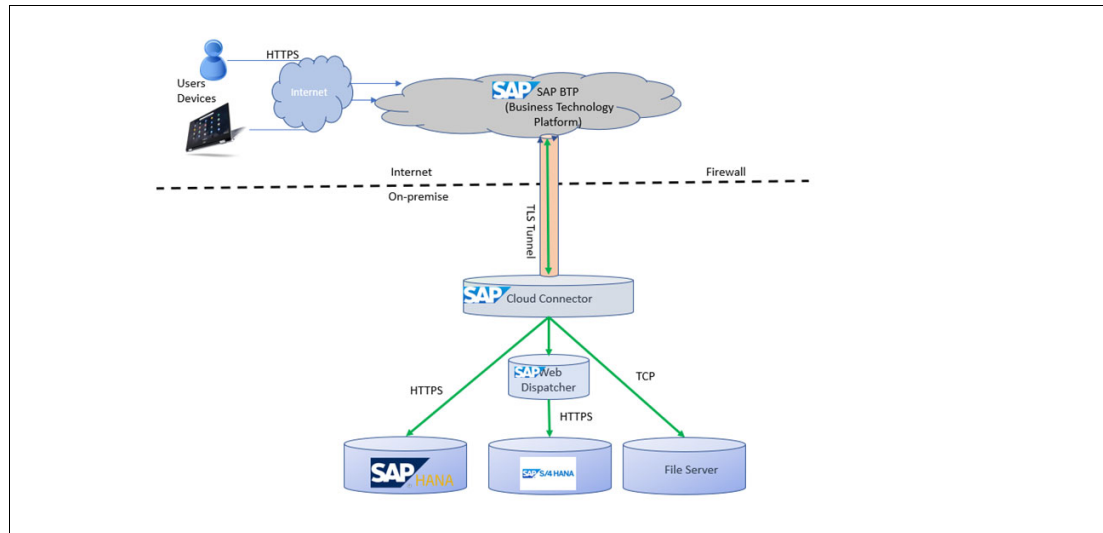 HTTPS
Users
Devices
Internet
SAP SAP BTP
(Business Technology
Platform)
Internet
Firewall
On-premise
TLS Tunnel
SAP Cloud Connector
SAP Web
Dispatcher
HTTPS
TCP
HTTPS
SAP HANA
SAP S/4HANA
File Server